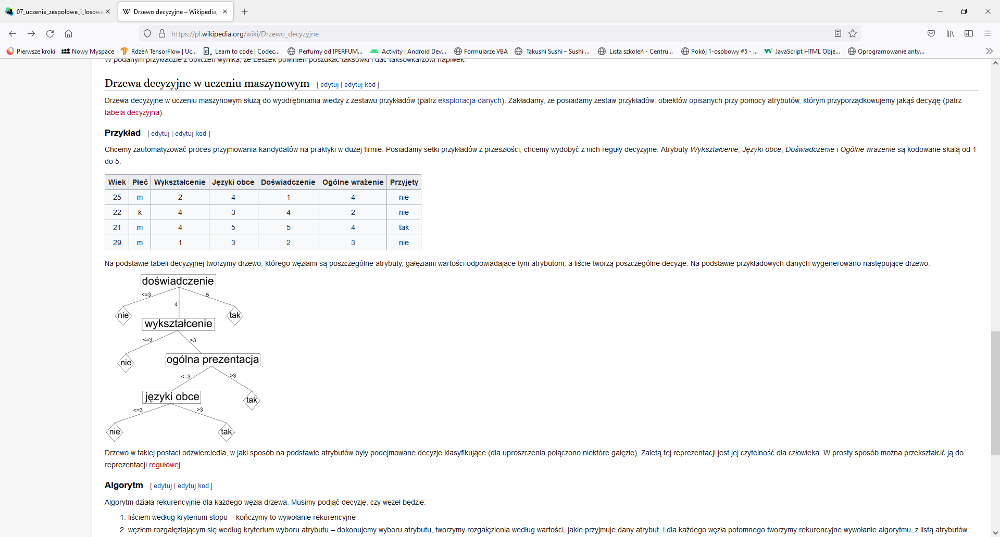 07_uczenie_zespołowe_i_losowe
Drzewo decyzyjne – Wikipedia,
https://pl.wikipedia.org/wiki/Drzewo_decyzyjne
Pierwsze kroki
Nowy Myspace
Rdzeń TensorFlow | Uc...
Learn to code | Codec...
Perfumy od IPERFUM...
Activity | Android Dev...
Formularze VBA
Takushi Sushi – Sushi ...
Lista szkoleń - Centru...
Pokój 1-osobowy #5 - ...
JavaScript HTML Obje...
Oprogramowanie anty...
W podanym przykładzie z obliczeń wynika, że Leszek powinien poszukać taksówki i dać taksówkarzowi napiwek.
Drzewa decyzyjne w uczeniu maszynowym [ edytuj | edytuj kod ]
Drzewa decyzyjne w uczeniu maszynowym służą do wyodrębniania wiedzy z zestawu przykładów (patrz eksploracja danych). Zakładamy, że posiadamy zestaw przykładów: obiektów opisanych przy pomocy atrybutów, którym przyporządkowujemy jakąś decyzję (patrz
tabela decyzyjna).
Przykład [ edytuj | edytuj kod ]
Chcemy zautomatyzować proces przyjmowania kandydatów na praktyki w dużej firmie. Posiadamy setki przykładów z przeszłości, chcemy wydobyć z nich reguły decyzyjne. Atrybuty Wykształcenie, Języki obce, Doświadczenie i Ogólne wrażenie są kodowane skalą od 1
do 5.
Wiek Płeć Wykształcenie Języki obce Doświadczenie Ogólne wrażenie Przyjęty
25 m 2 4 1 4 nie
22 k 4 3 4 2 nie
21 m 4 5 5 4 tak
29 m 1 3 2 3 nie
Na podstawie tabeli decyzyjnej tworzymy drzewo, którego węzłami są poszczególne atrybuty, gałęziami wartości odpowiadające tym atrybutom, a liście tworzą poszczególne decyzje. Na podstawie przykładowych danych wygenerowano następujące drzewo:
doświadczenie
<=3 4 5
nie tak
wykształcenie
<=3 >3
nie
ogólna prezentacja
<=3 >3
języki obce
tak
<=3 >3
nie tak
Drzewo w takiej postaci odzwierciedla, w jaki sposób na podstawie atrybutów były podejmowane decyzje klasyfikujące (dla uproszczenia połączono niektóre gałęzie). Zaletą tej reprezentacji jest jej czytelność dla człowieka. W prosty sposób można przekształcić ją do
reprezentacji regułowej.
Algorytm [ edytuj | edytuj kod ]
Algorytm działa rekurencyjnie dla każdego węzła drzewa. Musimy podjąć decyzję, czy węzeł będzie:
1. liściem według kryterium stopu – kończymy to wywołanie rekurencyjne
2. węzłem rozgałęziającym się według kryterium wyboru atrybutu – dokonujemy wyboru atrybutu, tworzymy rozgałęzienia według wartości, jakie przyjmuje dany atrybut, i dla każdego węzła potomnego tworzymy rekurencyjne wywołanie algorytmu, z listą atrybutów